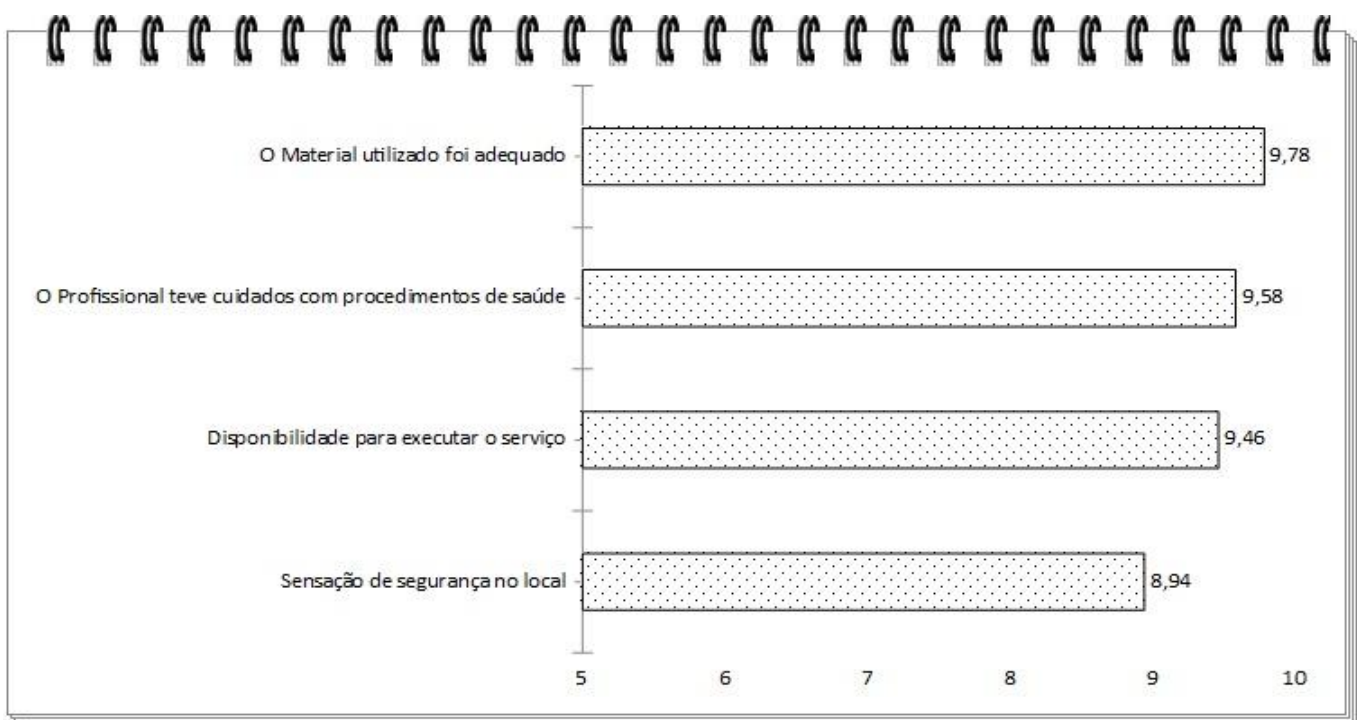 O Material utilizado foi adequado
9,78
O Profissional teve cuidados com procedimentos de saúde
9,58
Disponibilidade para executar o serviço
9,46
Sensação de segurança no local
8,94
5 6 7 8 9 10